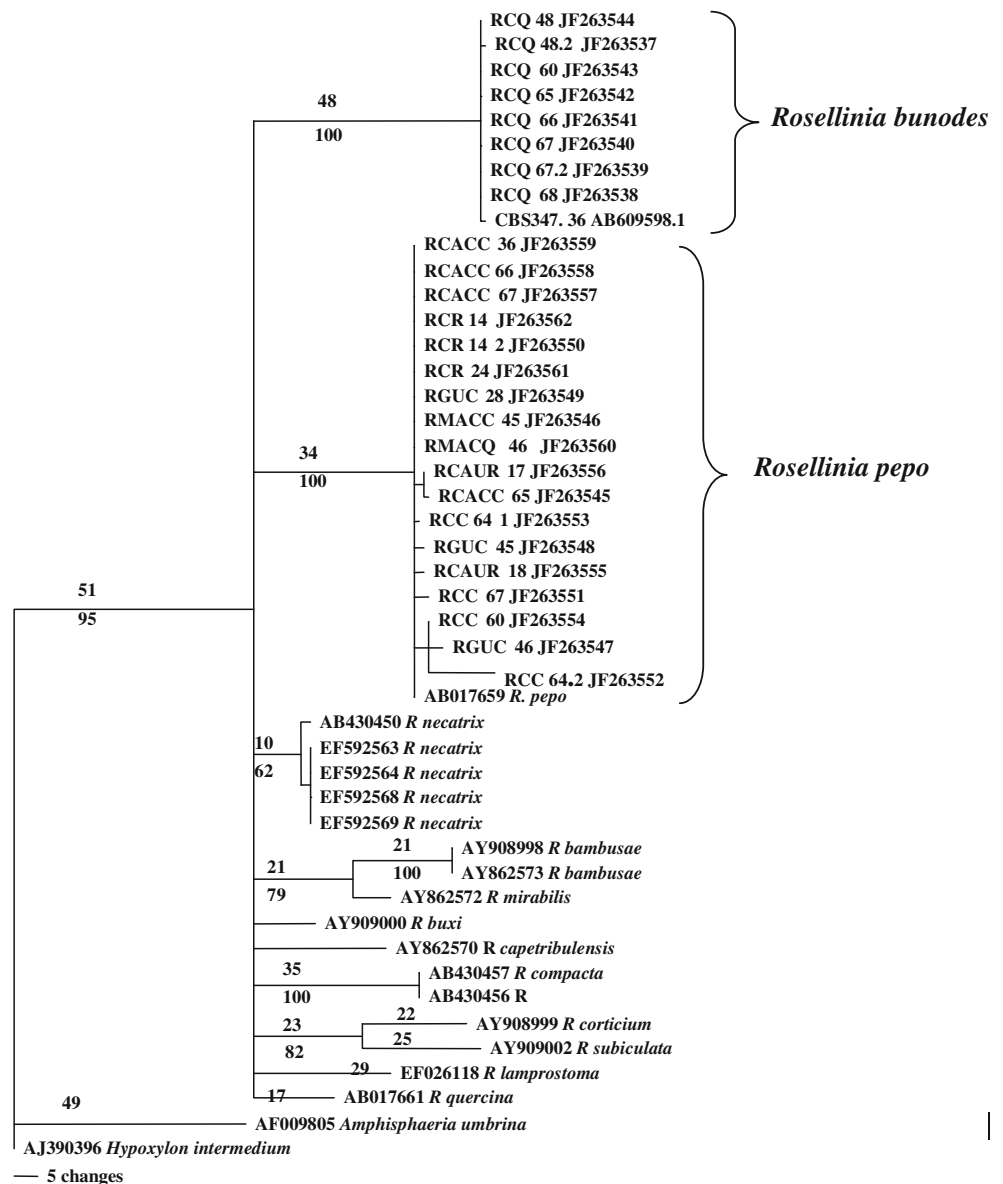 RCQ 48 JF263544
RCQ 48.2 JF263537
RCQ 60 JF263543
48
RCQ 65 JF263542
RCQ 66 JF263541
Rosellinia bunodes
100
RCQ 67 JF263540
RCQ 67.2 JF263539
RCQ 68 JF263538
CBS347. 36 AB609598.1
RCACC 36 JF263559
RCACC 66 JF263558
RCACC 67 JF263557
RCR 14 JF263562
RCR 14 2 JF263550
RCR 24 JF263561
RGUC 28 JF263549
RMACC 45 JF263546
RMACQ 46 JF263560
34
RCAUR 17 JF263556
Rosellinia pepo
100
RCACC 65 JF263545
RCC 64 1 JF263553
RGUC 45 JF263548
RCAUR 18 JF263555
51
RCC 67 JF263551
95
RCC 60 JF263554
RGUC 46 JF263547
RCC 64.2 JF263552
AB017659 R. pepo
AB430450 R necatrix
10
EF592563 R necatrix
62
EF592564 R necatrix
EF592568 R necatrix
EF592569 R necatrix
21
AY908998 R bambusae
21
100
AY862573 R bambusae
79
AY862572 R mirabilis
AY909000 R buxi
AY862570 R capetribulensis
35
AB430457 R compacta
100
AB430456 R
22
23
AY908999 R corticium
25
82
AY909002 R subiculata
29
EF026118 R lamprostoma
17
AB017661 R quercina
49
AF009805 Amphisphaeria umbrina
AJ390396 Hypoxylon intermedium
5 changes